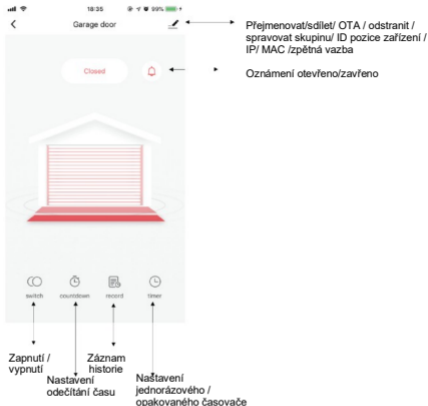 18:35 99%
Garage door
Přejmenovat/sdílet/ OTA / odstranit /
spravovat skupinu/ ID pozice zařízení /
IP/ MAC /zpětná vazba
Closed
Oznámení otevřeno/zavřeno
switch countdown record timer
Zapnutí /
vypnutí
Nastavení
odečítání času
Záznam
historie
Nastavení
jednorázového /
opakovaného časovače